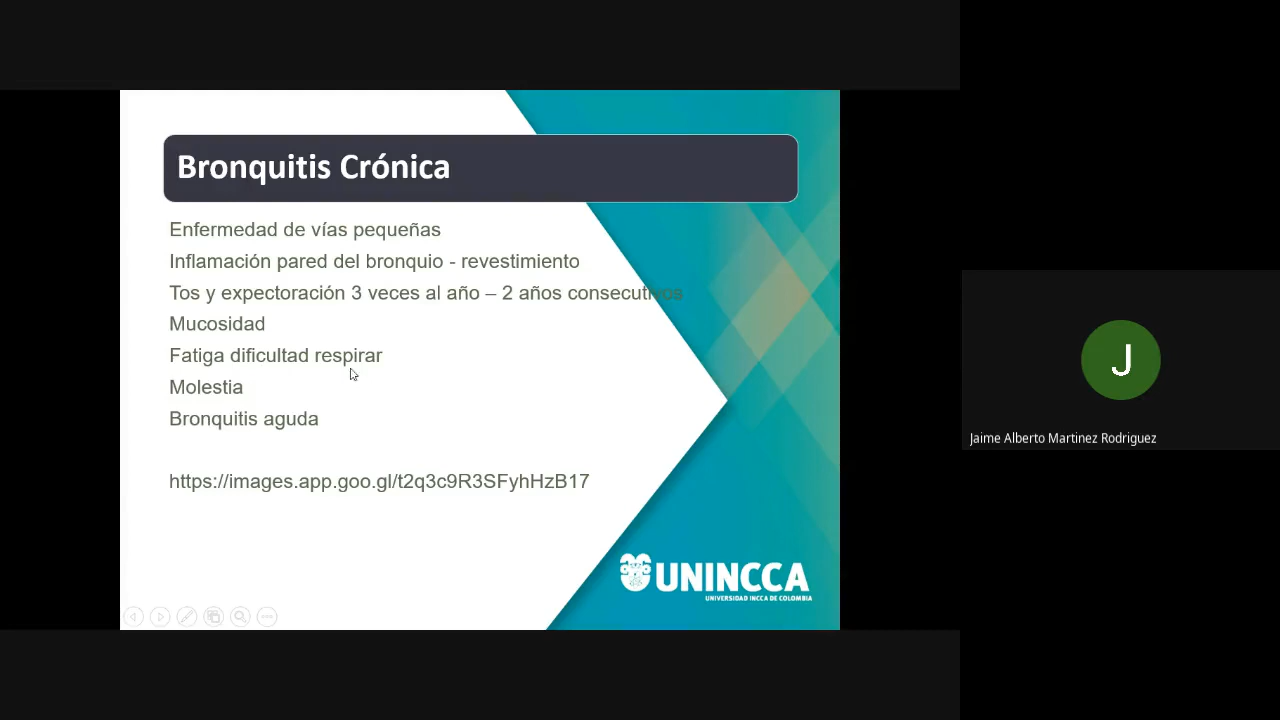 Bronquitis Crónica
Enfermedad de vías pequeñas
Inflamación pared del bronquio - revestimiento
Tos y expectoración 3 veces al año – 2 años consecutivos
Mucosidad
Fatiga dificultad respirar
Molestia
Bronquitis aguda
https://images.app.goo.gl/t2q3c9R3SFyhHzB17
UNINCCA
UNIVERSIDAD INCCA DE COLOMBIA
J
Jaime Alberto Martinez Rodriguez